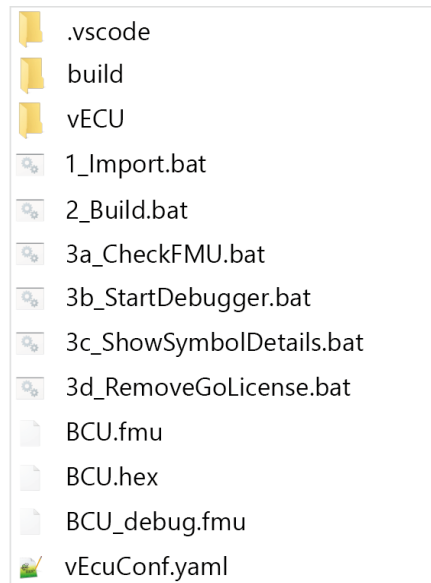 .vscode
build
vECU
1_Import.bat
2_Build.bat
3a_CheckFMU.bat
3b_StartDebugger.bat
3c_ShowSymbolDetails.bat
3d_RemoveGoLicense.bat
BCU.fmu
BCU.hex
BCU_debug.fmu
vEcuConf.yaml